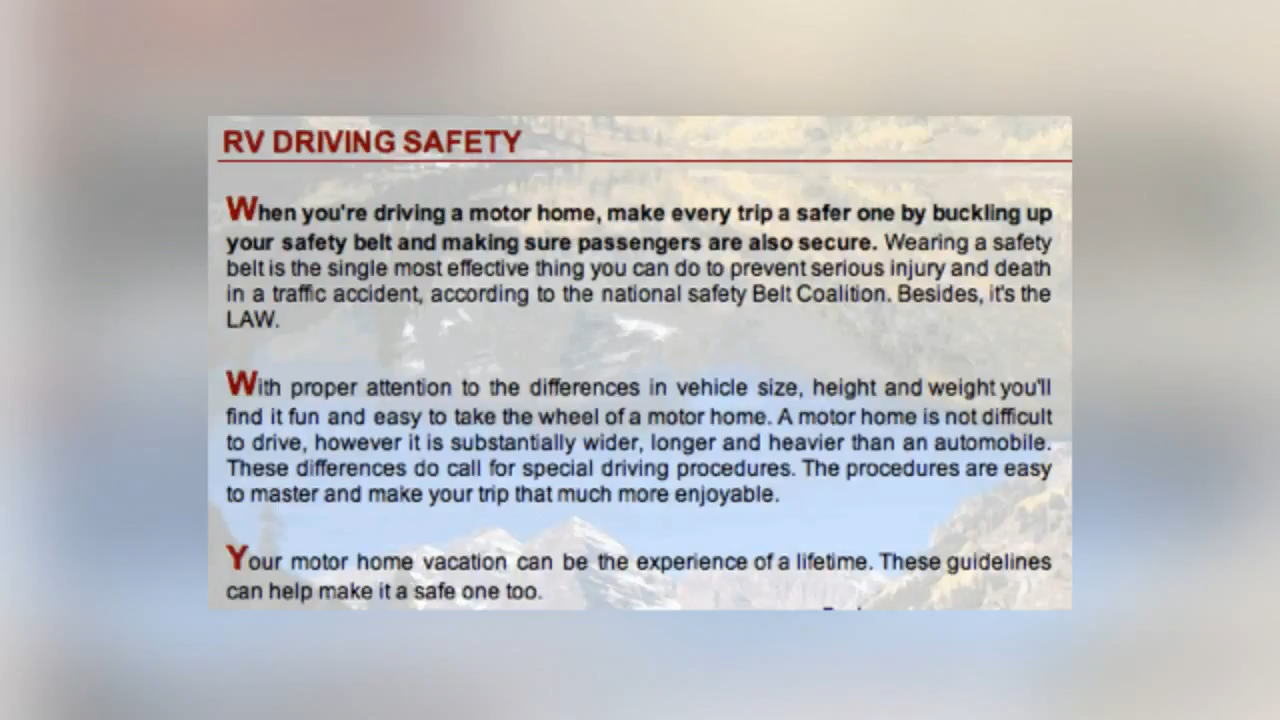 RV DRIVING SAFETY
When you're driving a motor home, make every trip a safer one by buckling up
your safety belt and making sure passengers are also secure. Wearing a safety
belt is the single most effective thing you can do to prevent serious injury and death
in a traffic accident, according to the national safety Belt Coalition. Besides, it's the
LAW.
With proper attention to the differences in vehicle size, height and weight you'll
find it fun and easy to take the wheel of a motor home. A motor home is not difficult
to drive, however it is substantially wider, longer and heavier than an automobile.
These differences do call for special driving procedures. The procedures are easy
to master and make your trip that much more enjoyable.
Your motor home vacation can be the experience of a lifetime. These guidelines
can help make it a safe one too.